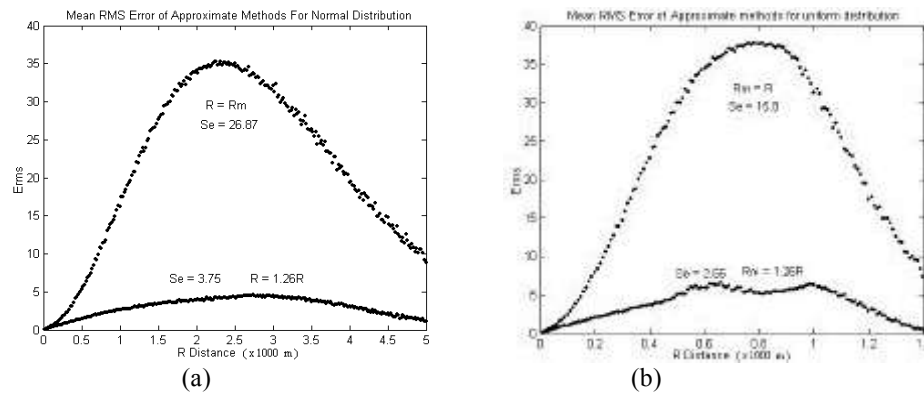 Mean RMS Error of Approximate Methods For Normal Distribution
40
35
30
25
20
15
10
5
0
Erms
R = Rm
Se = 26.87
Se = 3.75 R = 1.26R
0 0.5 1 1.5 2 2.5 3 3.5 4 4.5 5
R Distance (x1000 m)
(a)
Mean RMS Error of Approximate methods for uniform distribution
40
35
30
25
20
15
10
5
0
Erms
Rm = R
Se =
Se = Rm = 1.26R
0 0.2 0.4 0.6 0.8 1 1.2 1.4
R Distance (x1000 m)
(b)